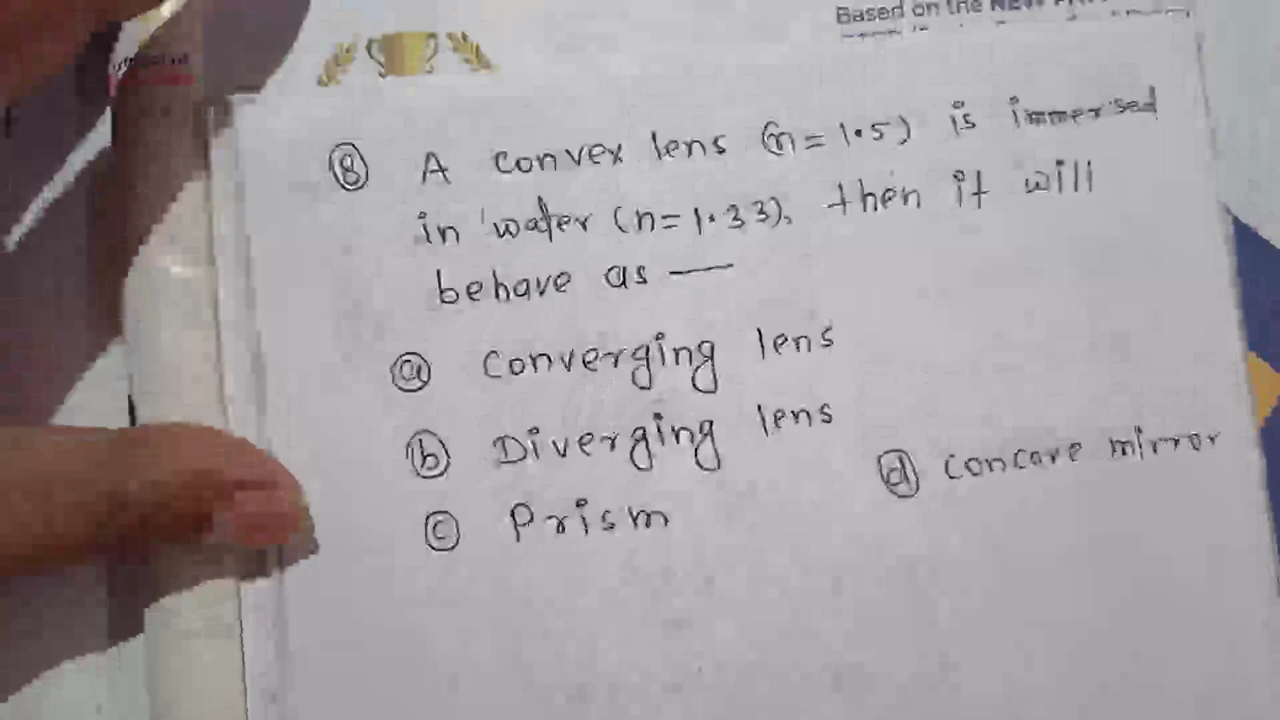 Based on the NEW
⑧ A convex lens (n=1.5) is immersed
in water (n=1.33), then it will
behave as —
ⓐ Converging lens
ⓑ Diverging lens
ⓓ concave mirror
ⓒ Prism